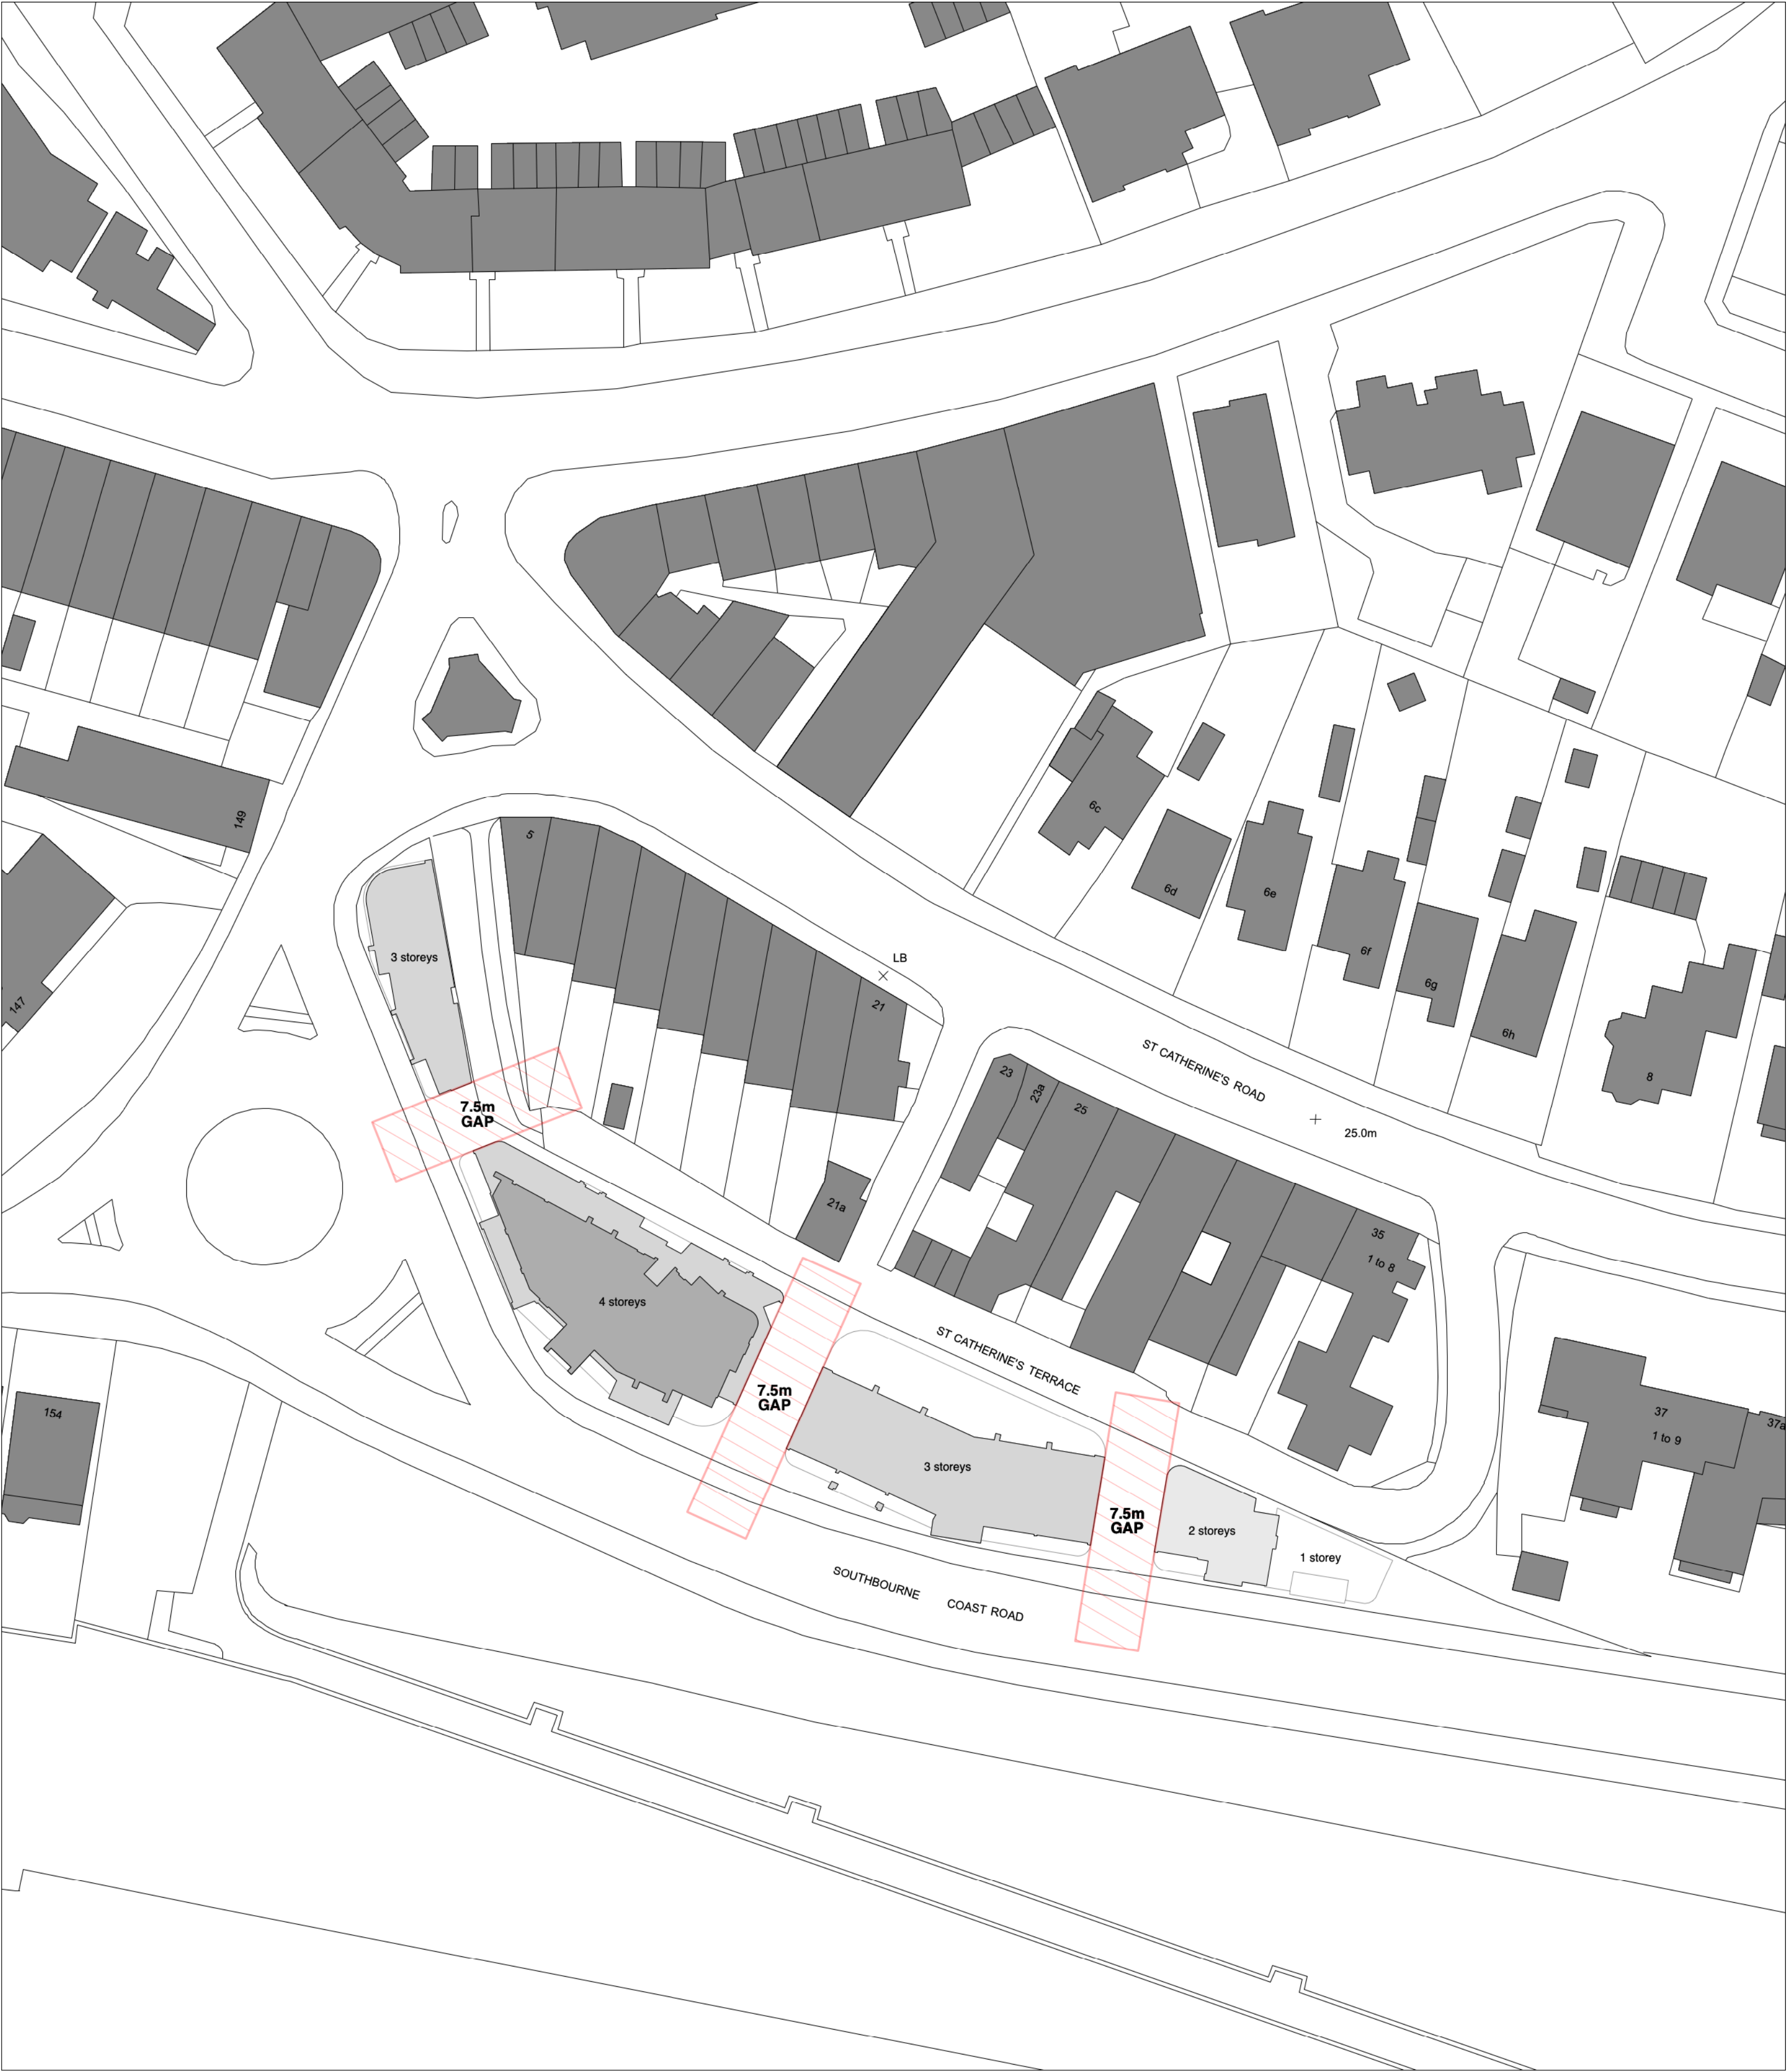 149
5
6c
6d
6e
6f
6g
6h
8
LB
3 storeys
147
21
ST CATHERINE'S ROAD
23
23a
25
7.5m
GAP
25.0m
21a
35
1 to 8
4 storeys
ST CATHERINE'S TERRACE
7.5m
GAP
154
37
1 to 9
37a
3 storeys
7.5m
GAP
2 storeys
1 storey
SOUTHBOURNE COAST ROAD